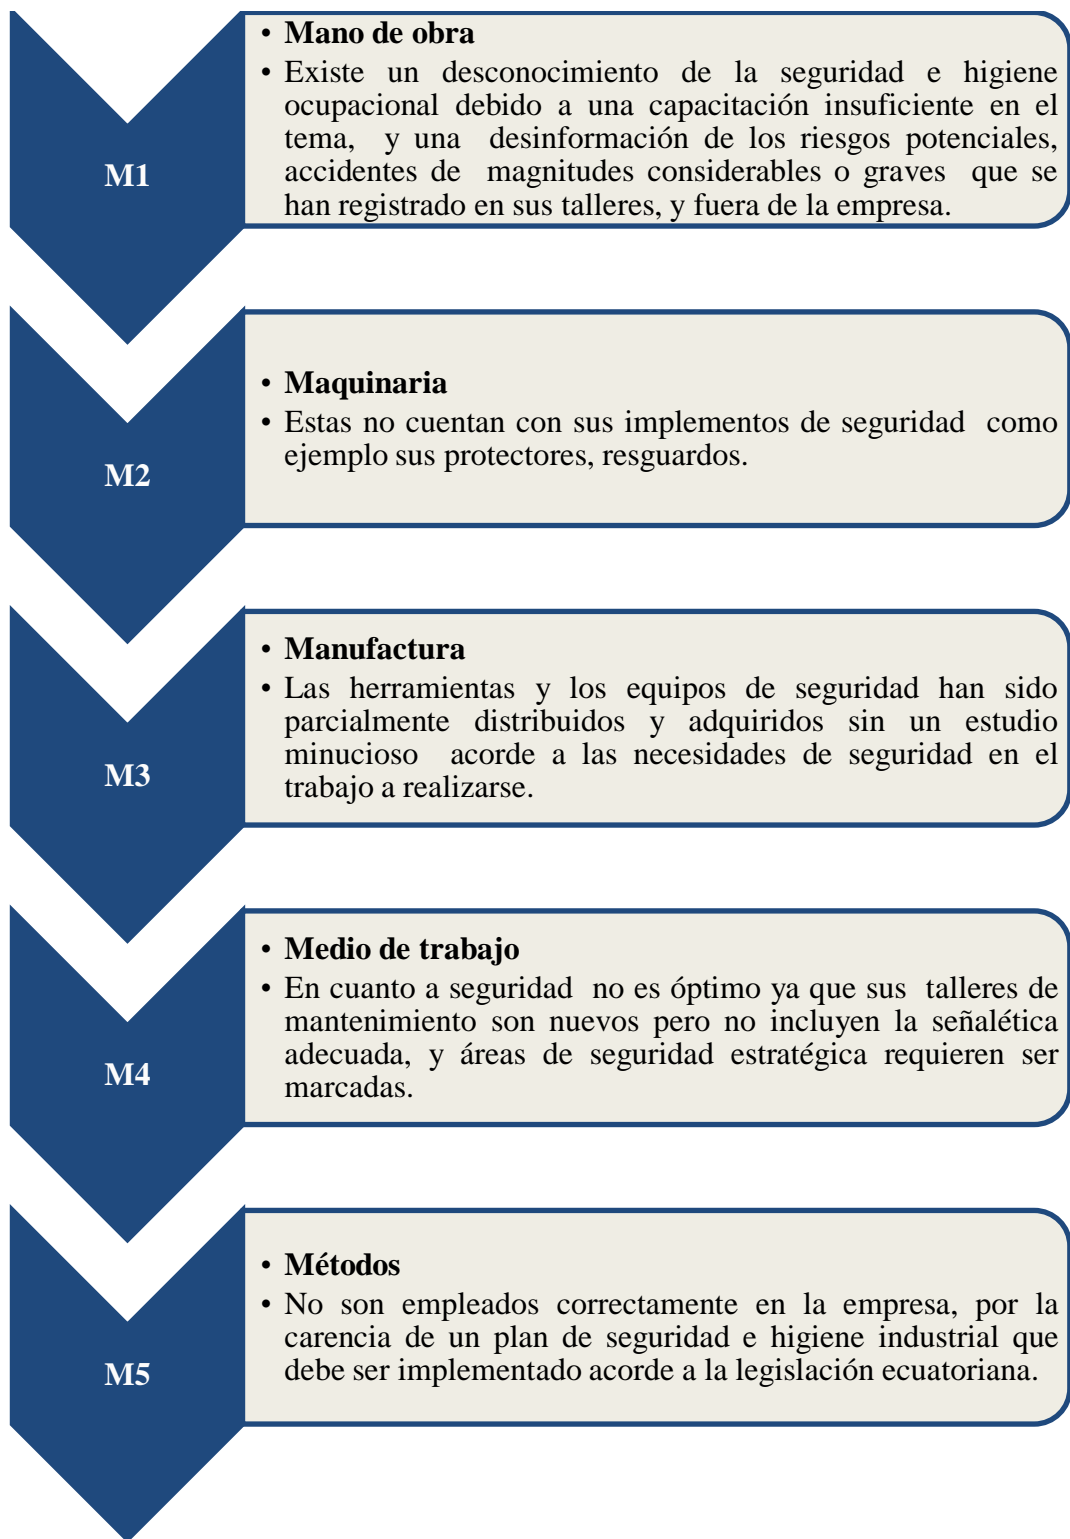 M1
• Mano de obra
• Existe un desconocimiento de la seguridad e higiene
ocupacional debido a una capacitación insuficiente en el
tema, y una desinformación de los riesgos potenciales,
accidentes de magnitudes considerables o graves que se
han registrado en sus talleres, y fuera de la empresa.
M2
• Maquinaria
• Estas no cuentan con sus implementos de seguridad como
ejemplo sus protectores, resguardos.
M3
• Manufactura
• Las herramientas y los equipos de seguridad han sido
parcialmente distribuidos y adquiridos sin un estudio
minucioso acorde a las necesidades de seguridad en el
trabajo a realizarse.
M4
• Medio de trabajo
• En cuanto a seguridad no es óptimo ya que sus talleres de
mantenimiento son nuevos pero no incluyen la señalética
adecuada, y áreas de seguridad estratégica requieren ser
marcadas.
M5
• Métodos
• No son empleados correctamente en la empresa, por la
carencia de un plan de seguridad e higiene industrial que
debe ser implementado acorde a la legislación ecuatoriana.